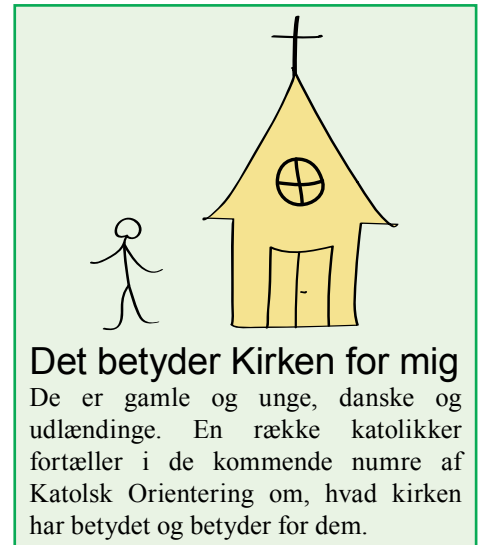 Det betyder Kirken for mig
De er gamle og unge, danske og
udlændinge. En række katolikker
fortæller i de kommende numre af
Katolsk Orientering om, hvad kirken
har betydet og betyder for dem.